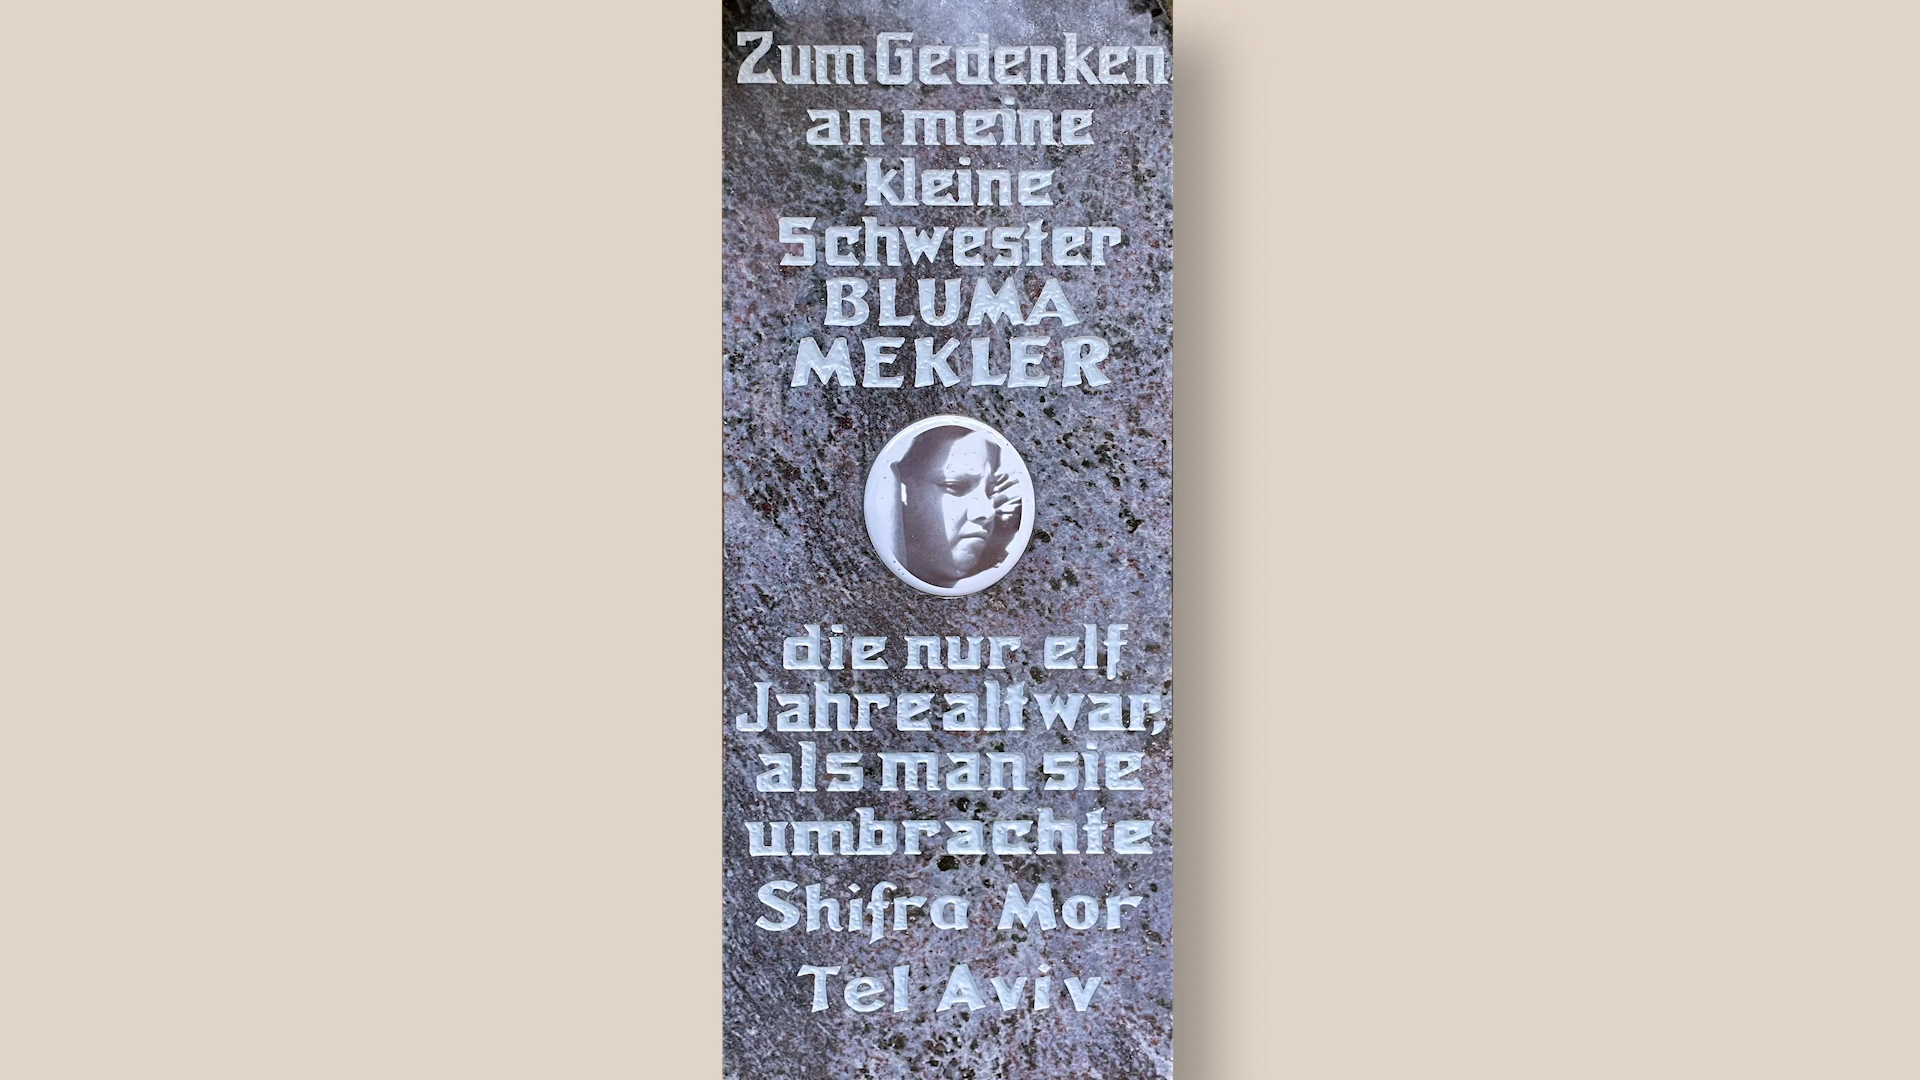 Zum Gedenken
an meine
kleine
Schwester
BLUMA
MEKLER
die nur elf
Jahre alt war,
als man sie
umbrachte
Shifra Mor
Tel Aviv